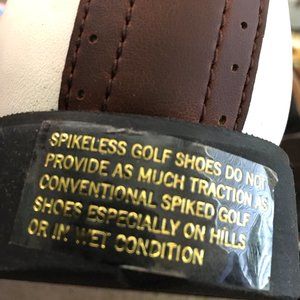 SPIKELESS GOLF SHOES DO NOT
PROVIDE AS MUCH TRACTION AS
CONVENTIONAL SPIKED GOLF
SHOES ESPECIALLY ON HILLS
OR IN WET CONDITION